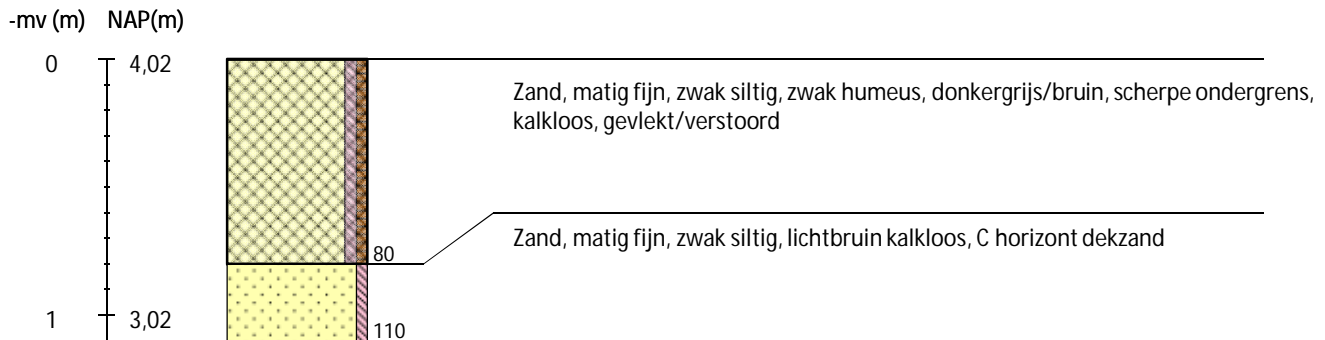 -mv (m) NAP(m)
0 4,02
Zand, matig fijn, zwak siltig, zwak humeus, donkergrijs/bruin, scherpe ondergrens,
kalkloos, gevlekt/verstoord
Zand, matig fijn, zwak siltig, lichtbruin kalkloos, C horizont dekzand
80
1 3,02
110